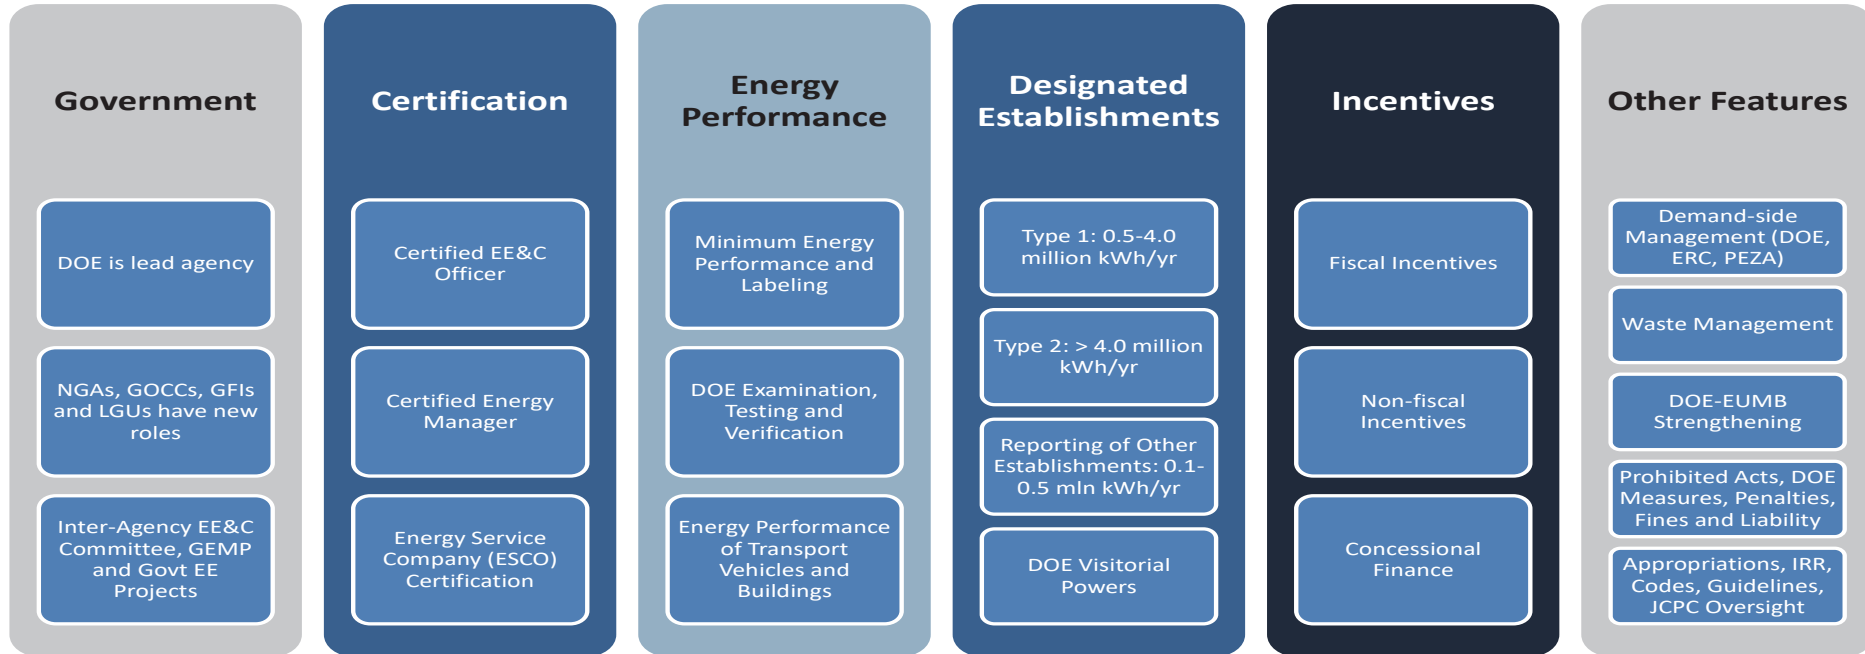 Government
DOE is lead agency
NGAs, GOCCs, GFIs
and LGUs have new
roles
Inter-Agency EE&C
Committee, GEMP
and Govt EE
Projects
Certification
Certified EE&C
Officer
Certified Energy
Manager
Energy Service
Company (ESCO)
Certification
Energy
Performance
Minimum Energy
Performance and
Labeling
DOE Examination,
Testing and
Verification
Energy Performance
of Transport
Vehicles and
Buildings
Designated
Establishments
Type 1: 0.5-4.0
million kWh/yr
Type 2: > 4.0 million
kWh/yr
Reporting of Other
Establishments: 0.1-
0.5 mln kWh/yr
DOE Visitorial
Powers
Incentives
Fiscal Incentives
Non-fiscal
Incentives
Concessional
Finance
Other Features
Demand-side
Management (DOE,
ERC, PEZA)
Waste Management
DOE-EUMB
Strengthening
Prohibited Acts, DOE
Measures, Penalties,
Fines and Liability
Appropriations, IRR,
Codes, Guidelines,
JCPC Oversight